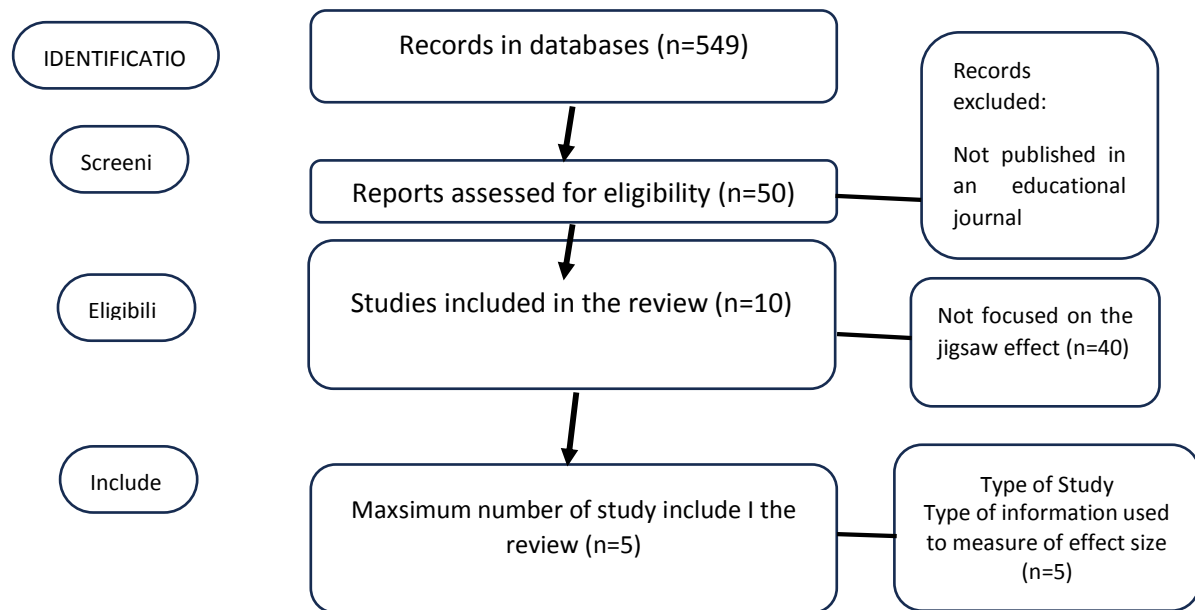 IDENTIFICATIO
Records in databases (n=549)
Records
excluded:
Not published in
an educational
journal
Screeni
Reports assessed for eligibility (n=50)
Eligibili
Studies included in the review (n=10)
Not focused on the
jigsaw effect (n=40)
Include
Maxsimum number of study include I the
review (n=5)
Type of Study
Type of information used
to measure of effect size
(n=5)